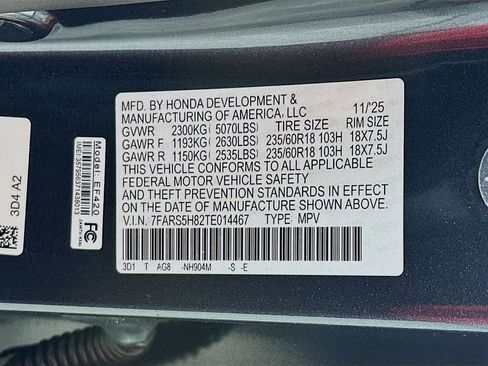 MFD. BY HONDA DEVELOPMENT &
MANUFACTURING OF AMERICA, LLC 11/25
GVWR 2300KG ( 5070LBS) TIRE SIZE RIM SIZE
GAWR F 1193KG ( 2630LBS) 235/60R18 103H 18X7.5J
GAWR R 1150KG ( 2535LBS) 235/60R18 103H 18X7.5J
THIS VEHICLE CONFORMS TO ALL APPLICABLE
FEDERAL MOTOR VEHICLE SAFETY
AND THEFT PREVENTION STANDARDS IN EFFECT
ON THE DATE OF MANUFACTURE SHOWN ABOVE.
V.I.N. 7FARS5H82TE014467 TYPE: MPV
3D1 T AG8 -NH904M -S -E
3D4 A2
Model: EF420
FC